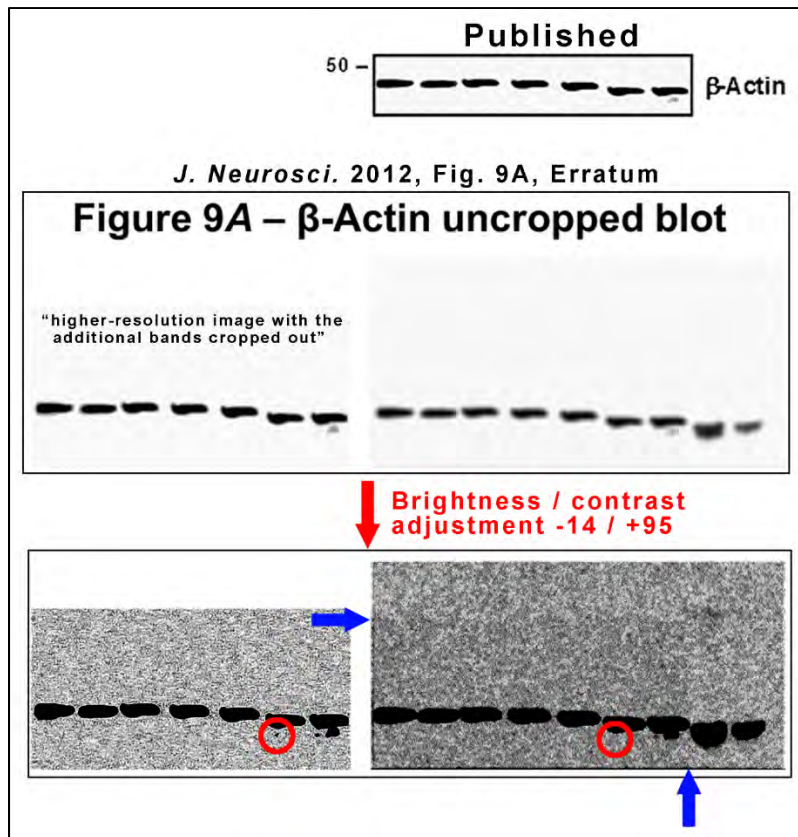 Published
50 –
β-Actin
J. Neurosci. 2012, Fig. 9A, Erratum
Figure 9A – β-Actin uncropped blot
“higher-resolution image with the
additional bands cropped out”
Brightness / contrast
adjustment -14 / +95